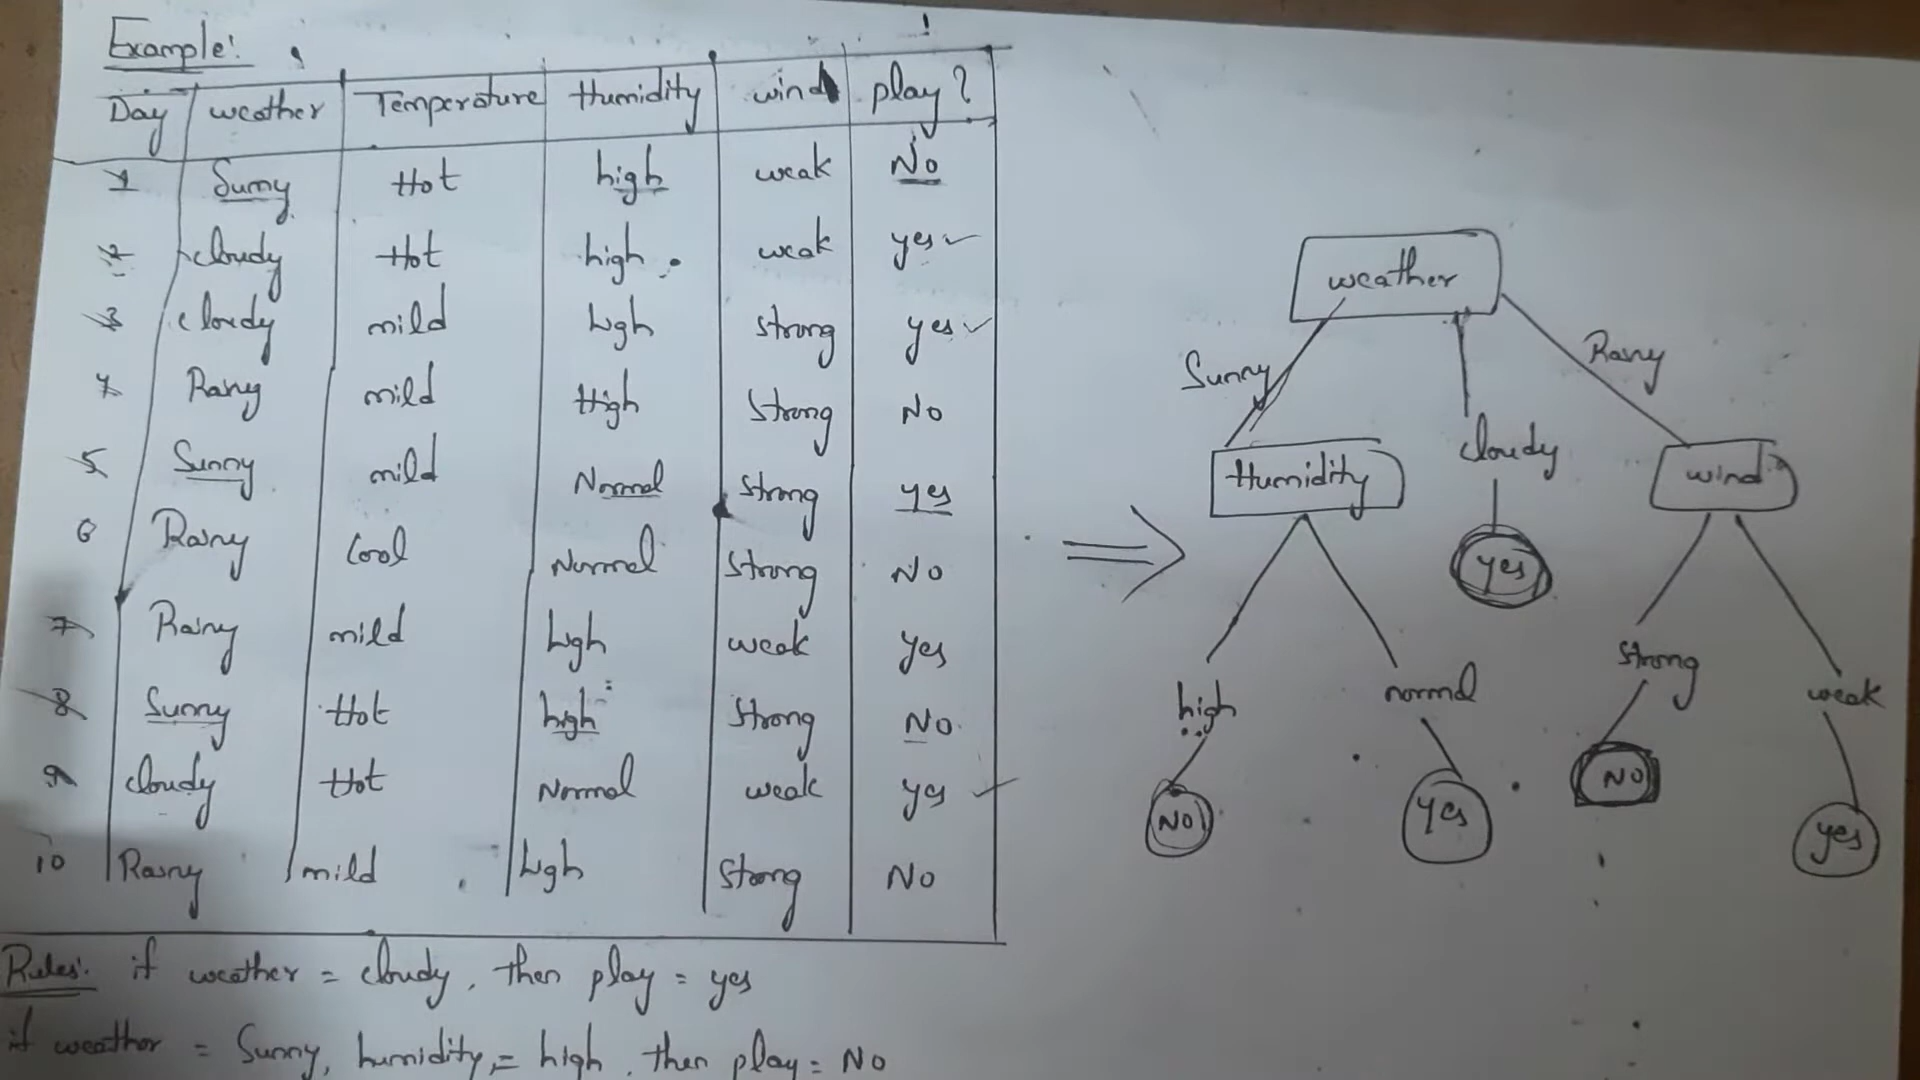 Example:
Day weather Temperature Humidity wind play?
1 Sunny Hot high weak No
2 cloudy Hot high weak yes
3 cloudy mild high strong yes
4 Rainy mild High Strong No
5 Sunny mild Normal Strong yes
6 Rainy Cool Normal Strong No
7 Rainy mild high weak yes
8 Sunny Hot high Strong No
9 cloudy Hot Normal weak yes
10 Rainy mild high Strong No
Rules: if weather = cloudy, then play = yes
if weather = Sunny, humidity = high, then play = No
weather
Sunny
Rainy
Humidity
cloudy
wind
yes
high
normal
strong
weak
No
yes
No
yes